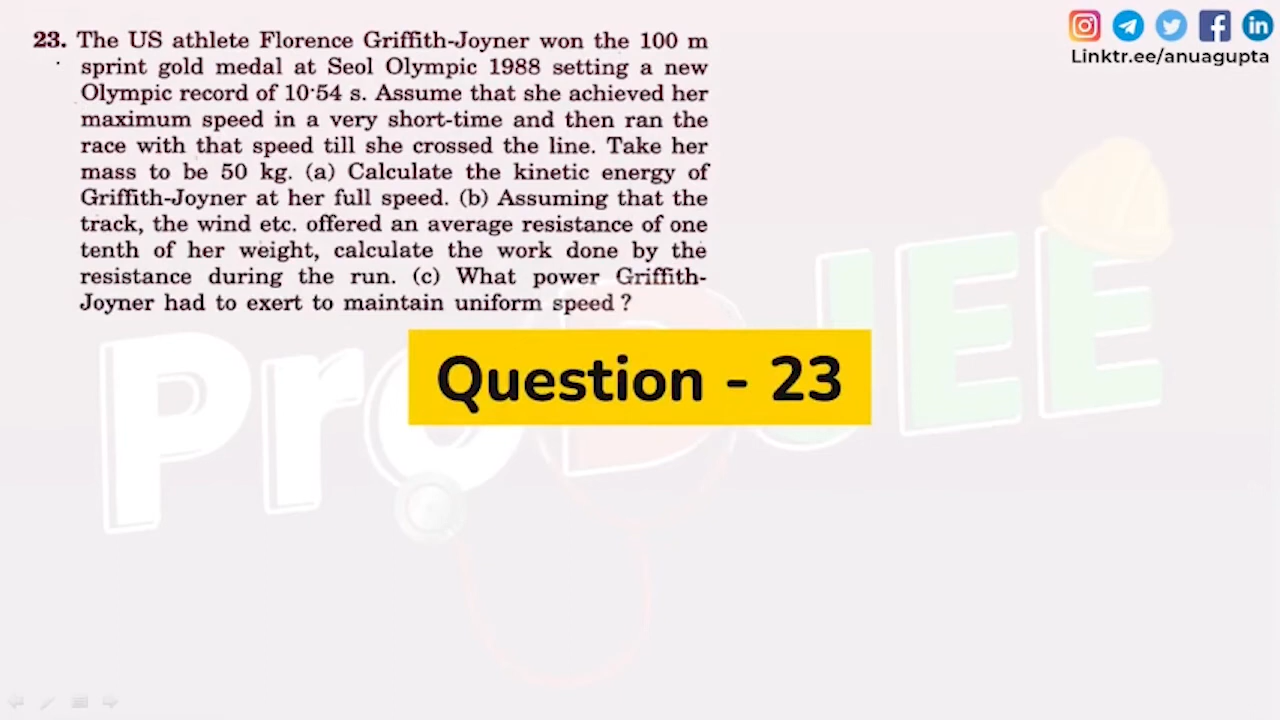 23. The US athlete Florence Griffith-Joyner won the 100 m
sprint gold medal at Seol Olympic 1988 setting a new
Olympic record of 10·54 s. Assume that she achieved her
maximum speed in a very short-time and then ran the
race with that speed till she crossed the line. Take her
mass to be 50 kg. (a) Calculate the kinetic energy of
Griffith-Joyner at her full speed. (b) Assuming that the
track, the wind etc. offered an average resistance of one
tenth of her weight, calculate the work done by the
resistance during the run. (c) What power Griffith-
Joyner had to exert to maintain uniform speed ?
Linktr.ee/anuagupta
Question - 23
Pro JEE